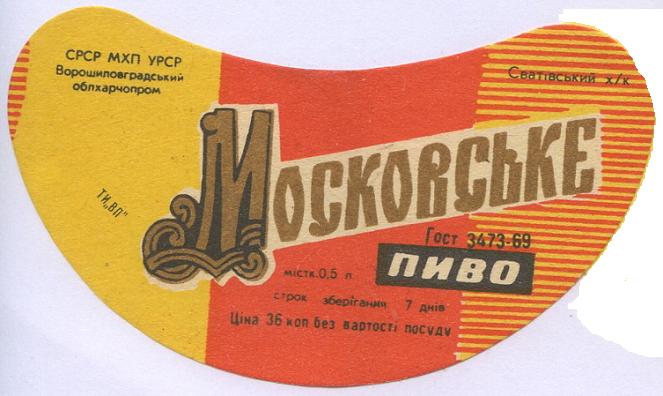 СРСР МХП УРСР
Ворошиловградський
облхарчопром
Сватівський х/к
ТИ„ВП"
Московське
Гост 3473-69
пиво
містк. 0,5 л
строк зберігання 7 днів
Ціна 36 коп без вартості посуду